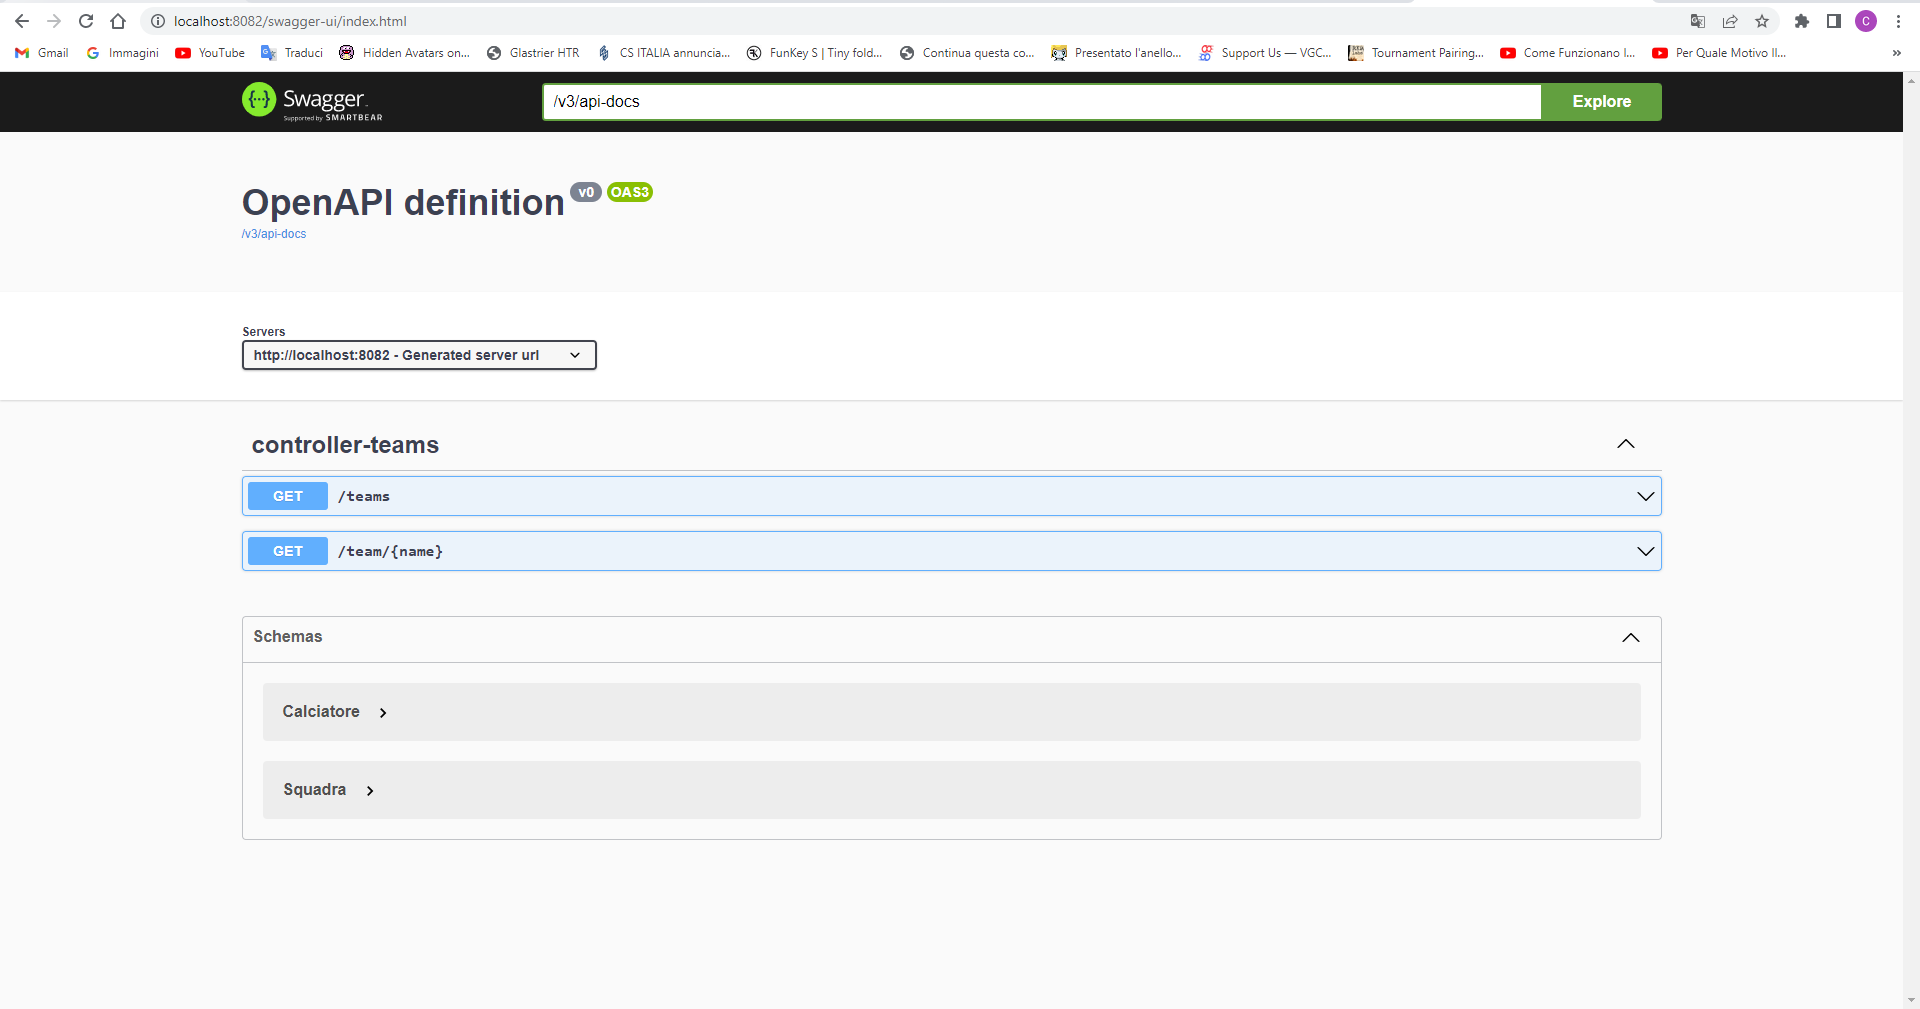 localhost:8082/swagger-ui/index.html
C
Gmail Immagini YouTube Traduci Hidden Avatars on... Glastrier HTR CS ITALIA annuncia... FunKey S | Tiny fold... Continua questa co... Presentato l'anello... Support Us — VGC... Tournament Pairing... Come Funzionano I... Per Quale Motivo Il... »
Swagger
Supported by SMARTBEAR
/v3/api-docs
Explore
OpenAPI definition v0 OAS3
/v3/api-docs
Servers
http://localhost:8082 - Generated server url
controller-teams
GET /teams
GET /team/{name}
Schemas
Calciatore
Squadra